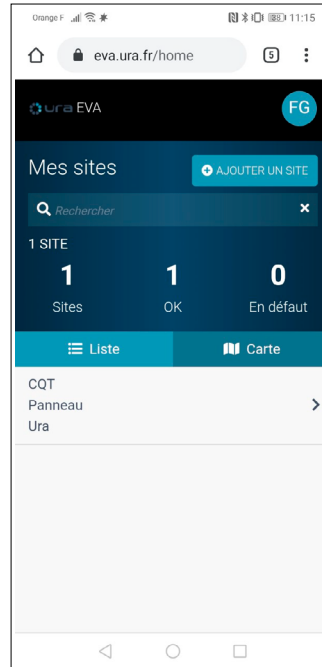 Orange F 11:15
eva.ura.fr/home 5
ura EVA FG
Mes sites AJOUTER UN SITE
Rechercher
1 SITE
1 1 0
Sites OK En défaut
Liste Carte
CQT
Panneau
Ura